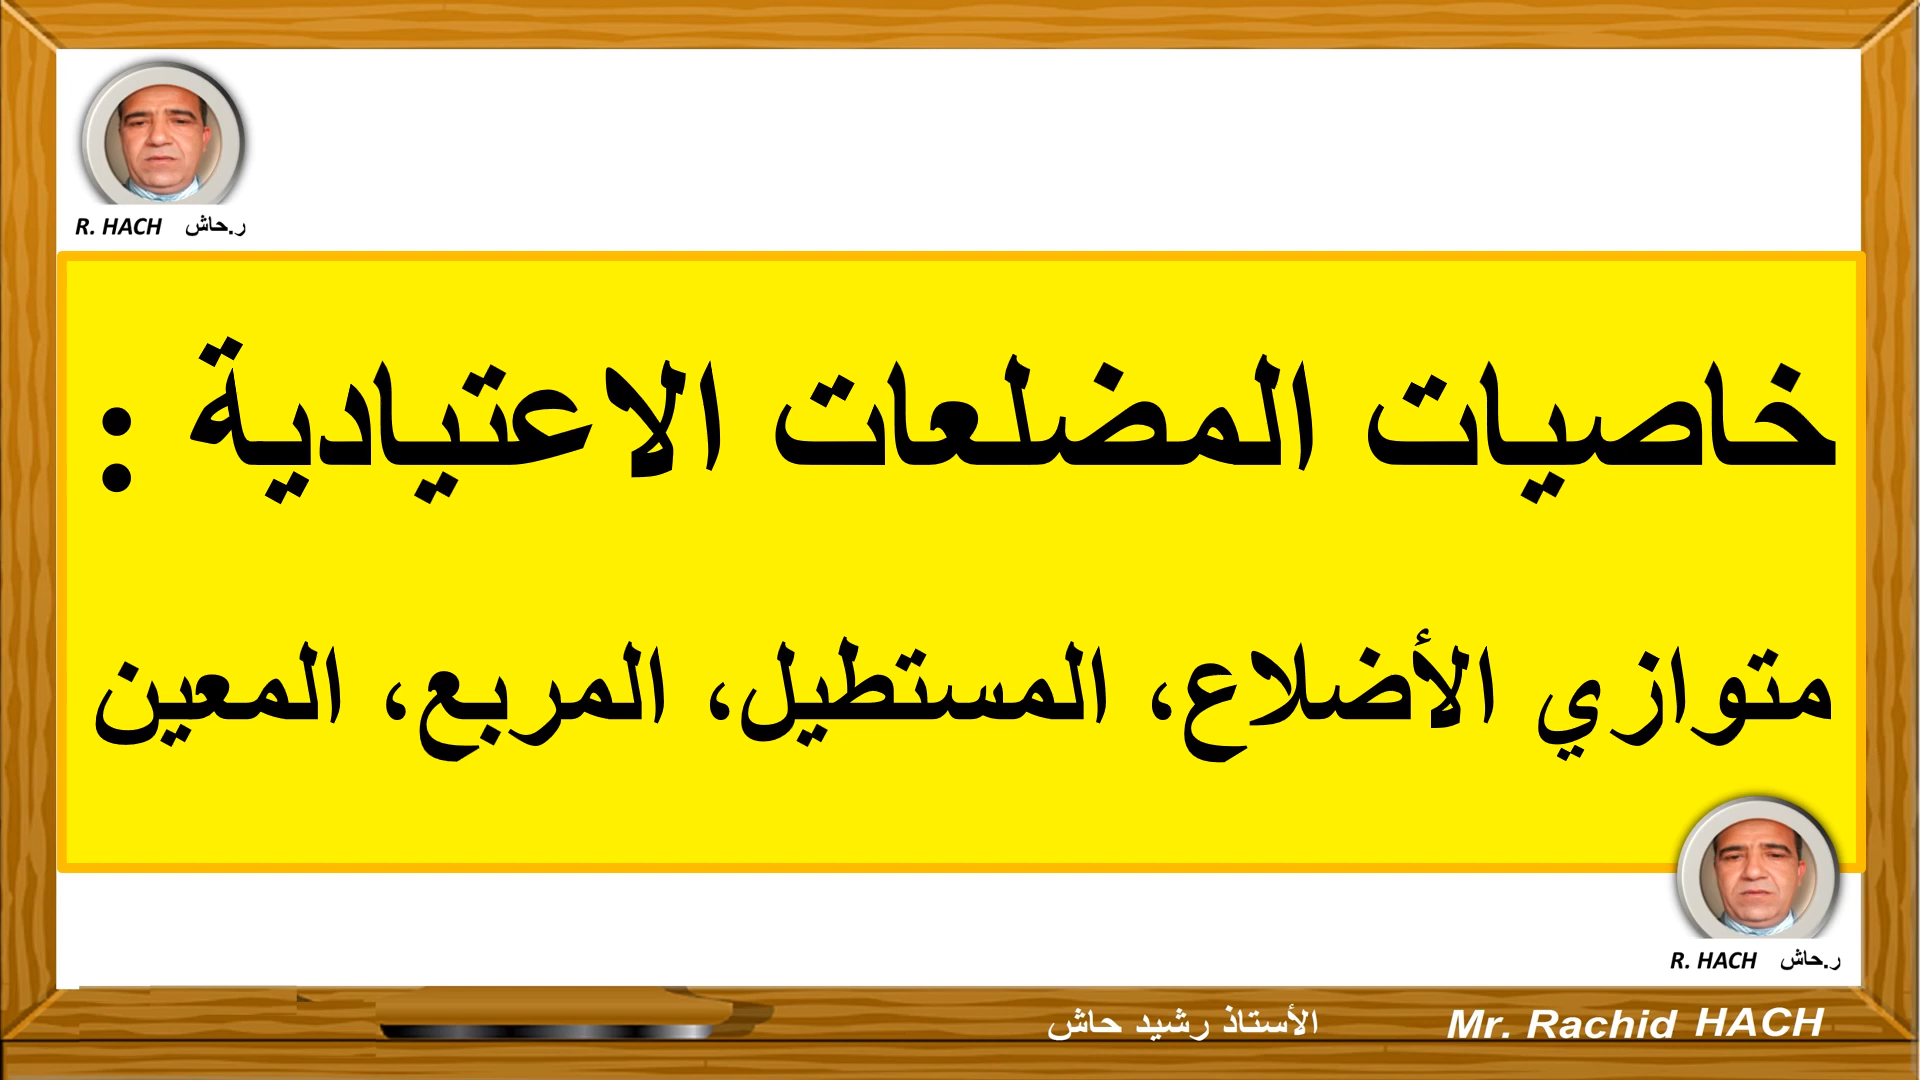 R. HACH ر.حاش
خاصيات المضلعات الاعتيادية :
متوازي الأضلاع، المستطيل، المربع، المعين
R. HACH ر.حاش
الأستاذ رشيد حاش Mr. Rachid HACH